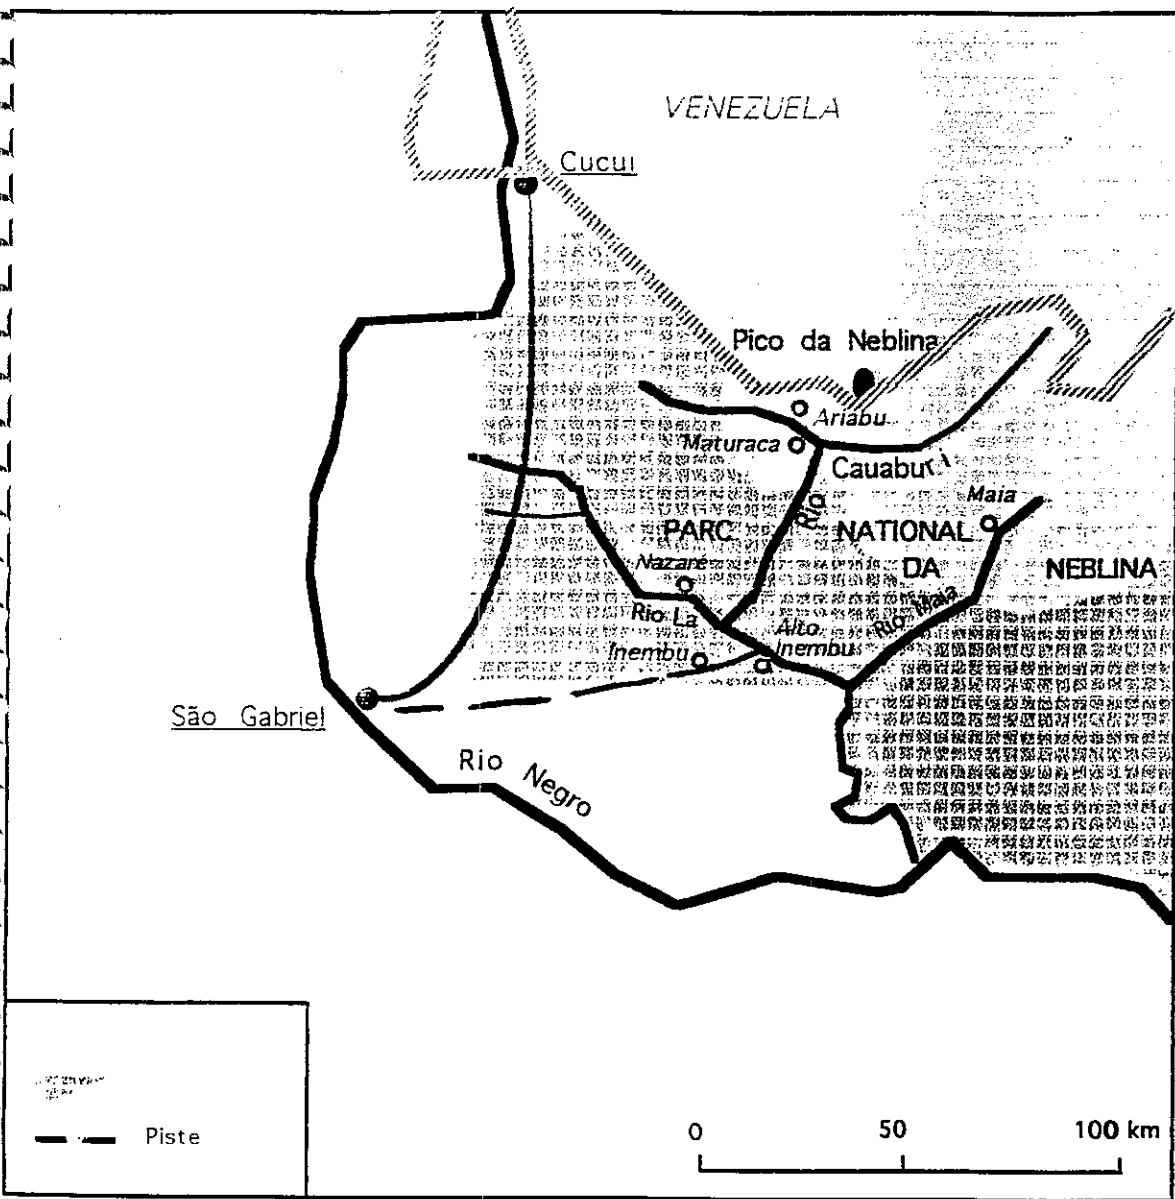 VENEZUELA
Cucui
Pico da Neblina
Ariabu
Maturaca
Cauaburi
Maia
Rio
PARC NATIONAL
DA NEBLINA
Nazaré
Rio Maia
Rio La
Alto
Inembu
Inembu
São Gabriel
Rio Negro
Piste
0 50 100 km